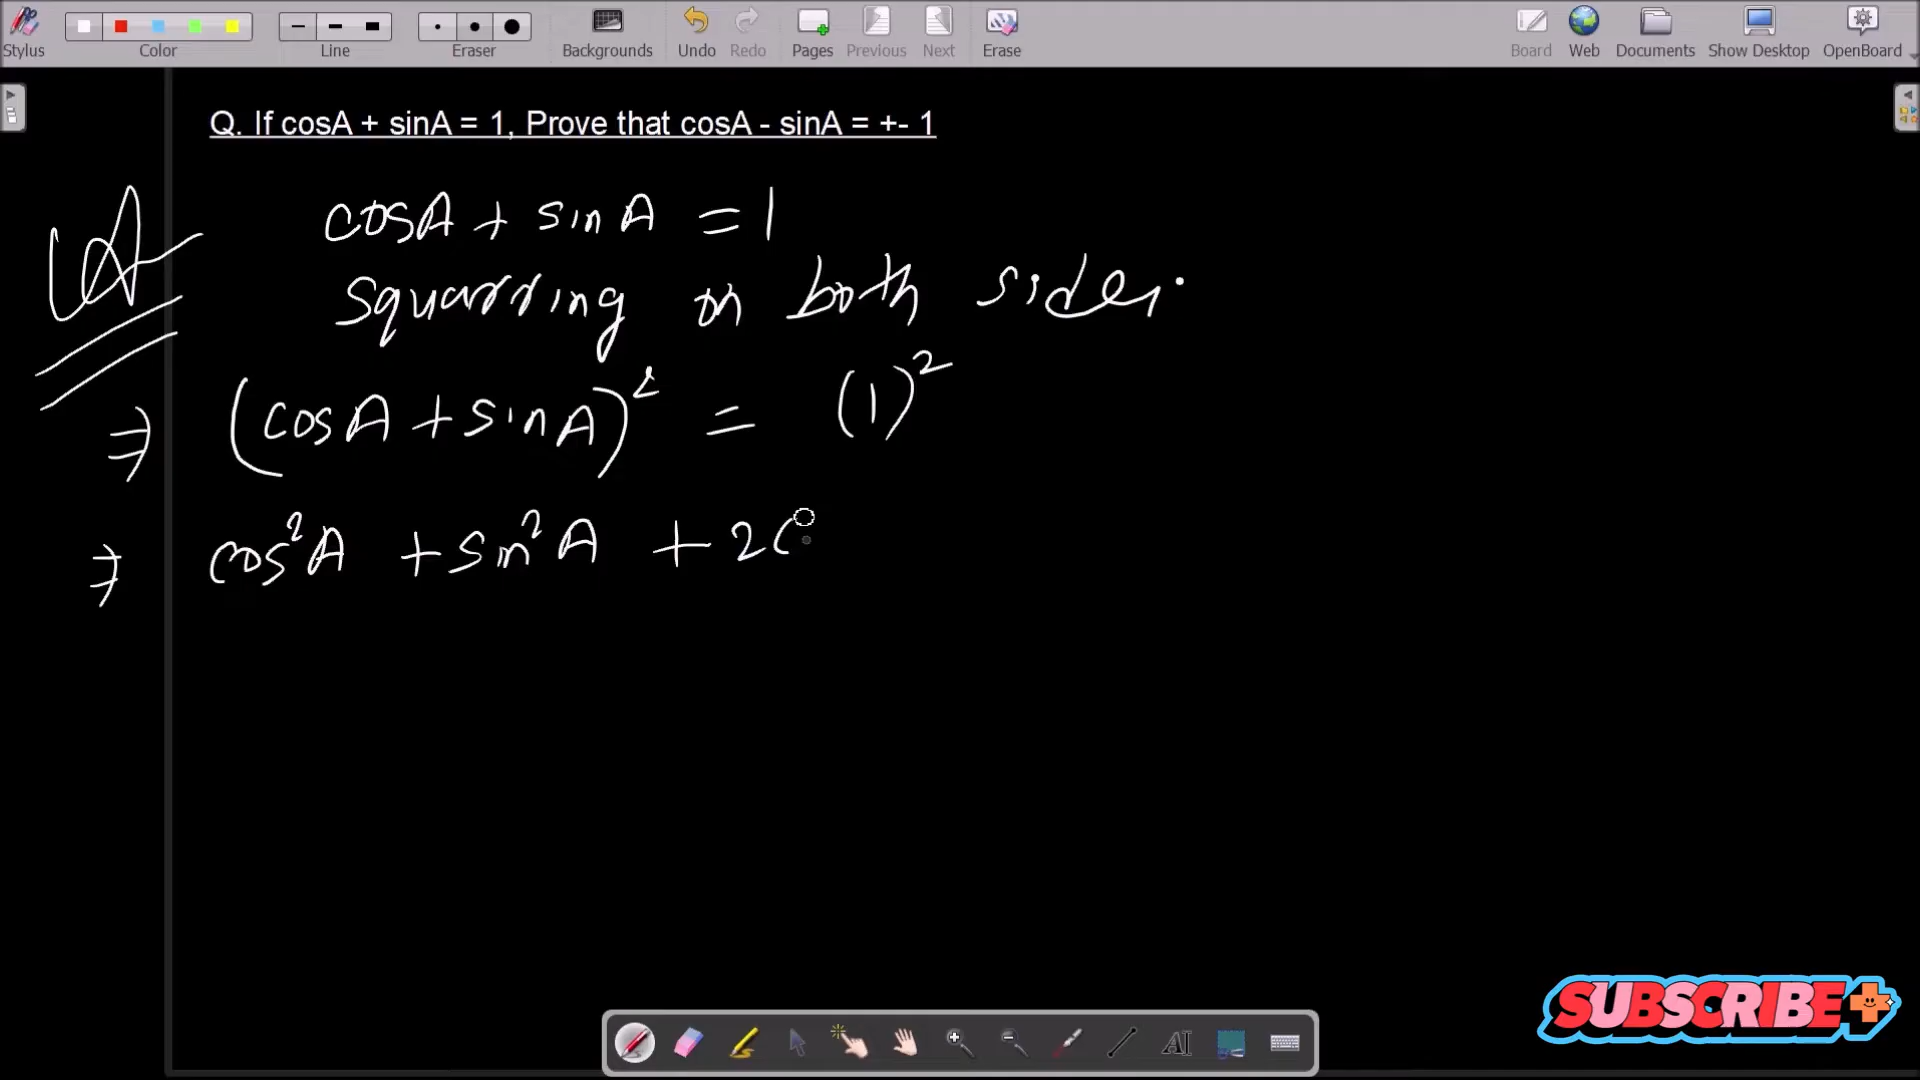 Stylus Color Line Eraser Backgrounds Undo Redo Pages Previous Next Erase Board Web Documents Show Desktop OpenBoard
Q. If cosA + sinA = 1, Prove that cosA - sinA = +- 1
cosA + sinA = 1
Squarring on both sides.
⇒ (cosA + sinA)² = (1)²
⇒ cos²A + sin²A + 2c
SUBSCRIBE